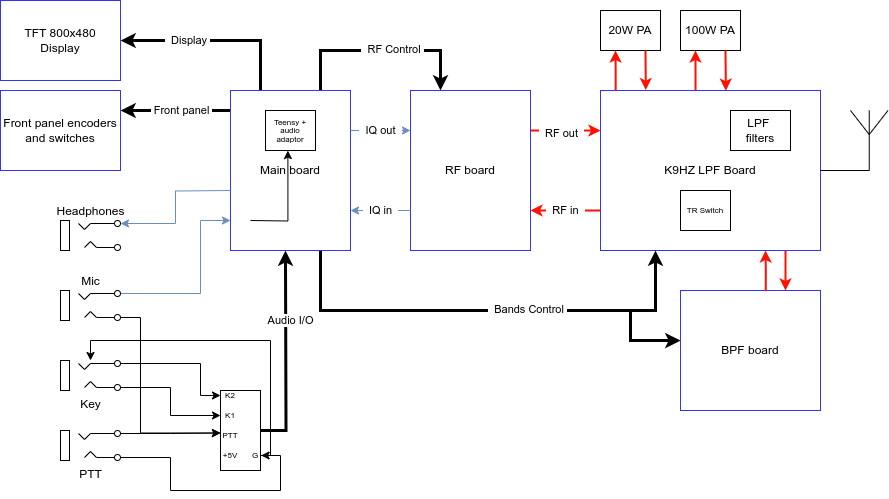 TFT 800x480
Display
Display
RF Control
20W PA
100W PA
Front panel encoders
and switches
Front panel
Teensy +
audio
adaptor
Main board
IQ out
IQ in
RF board
RF out
RF in
LPF
filters
K9HZ LPF Board
TR Switch
Headphones
Mic
Audio I/O
Bands Control
BPF board
Key
K2
K1
PTT
+5V
G
PTT